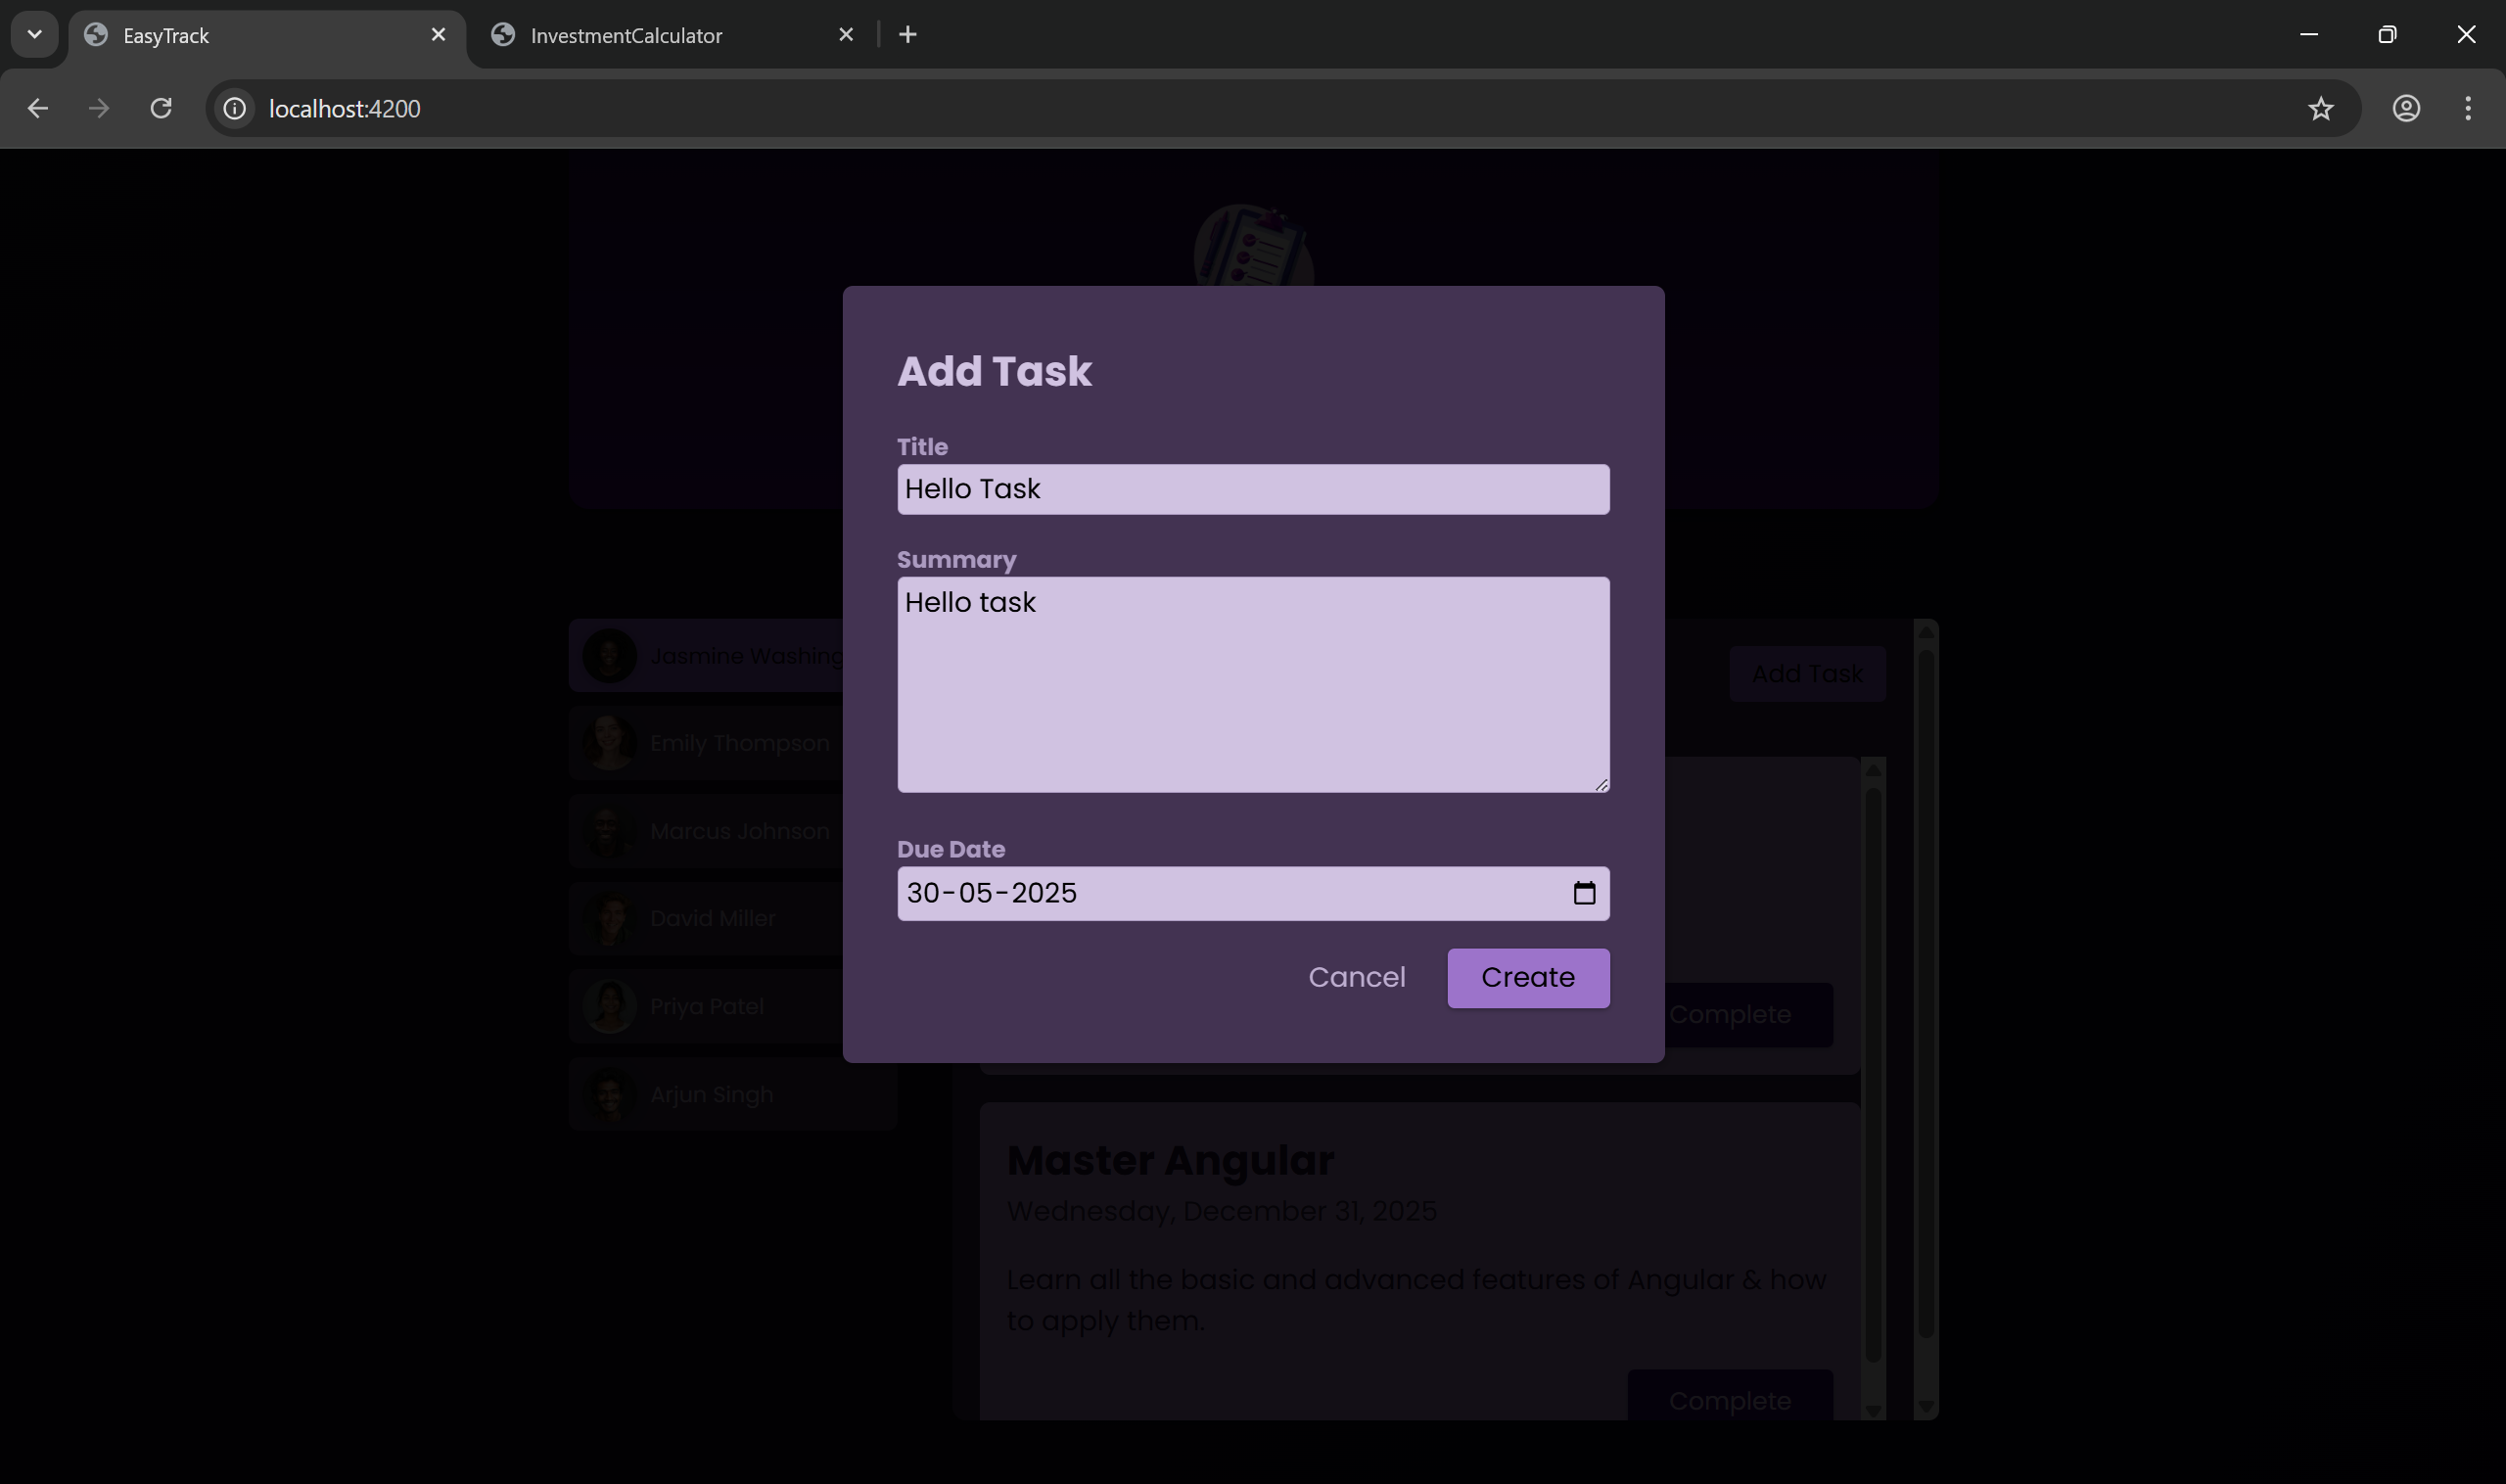 EasyTrack
InvestmentCalculator
localhost:4200
Add Task
Title
Hello Task
Summary
Hello task
Due Date
30-05-2025
Cancel
Create
Jasmine Washing
Emily Thompson
Marcus Johnson
David Miller
Priya Patel
Arjun Singh
Add Task
Complete
Master Angular
Wednesday, December 31, 2025
Learn all the basic and advanced features of Angular & how
to apply them.
Complete